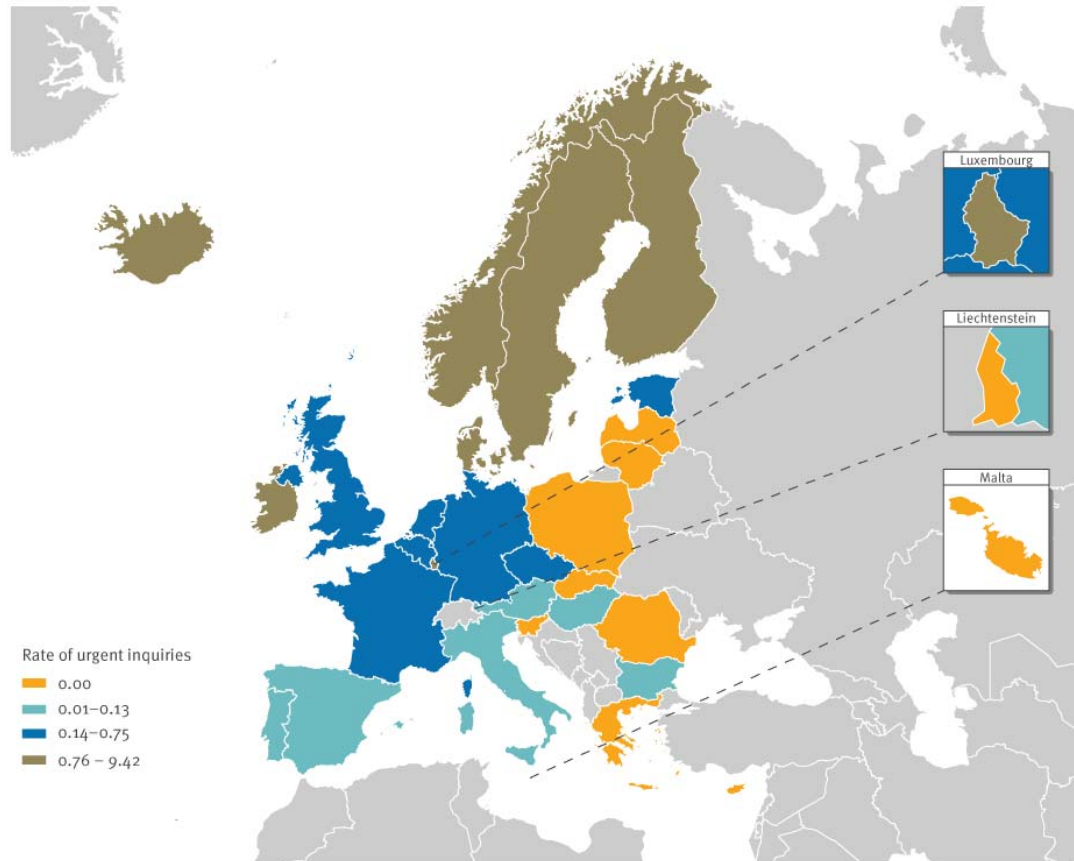 Luxembourg
Liechtenstein
Malta
Rate of urgent inquiries
0.00
0.01–0.13
0.14–0.75
0.76 – 9.42